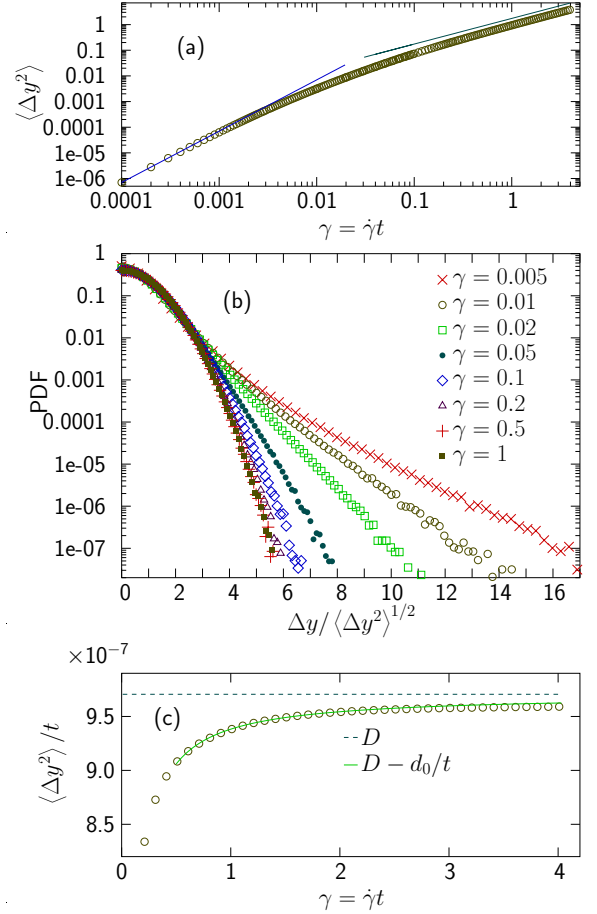 (a)
⟨Δy²⟩
1
0.1
0.01
0.001
0.0001
1e-05
1e-06
0.0001 0.001 0.01 0.1 1
γ = γ̇t
(b)
PDF
1
0.1
0.01
0.001
0.0001
1e-05
1e-06
1e-07
γ = 0.005
γ = 0.01
γ = 0.02
γ = 0.05
γ = 0.1
γ = 0.2
γ = 0.5
γ = 1
0 2 4 6 8 10 12 14 16
Δy/⟨Δy²⟩^{1/2}
×10⁻⁷
(c)
⟨Δy²⟩/t
9.5
9.0
8.5
D
D − d₀/t
0 1 2 3 4
γ = γ̇t